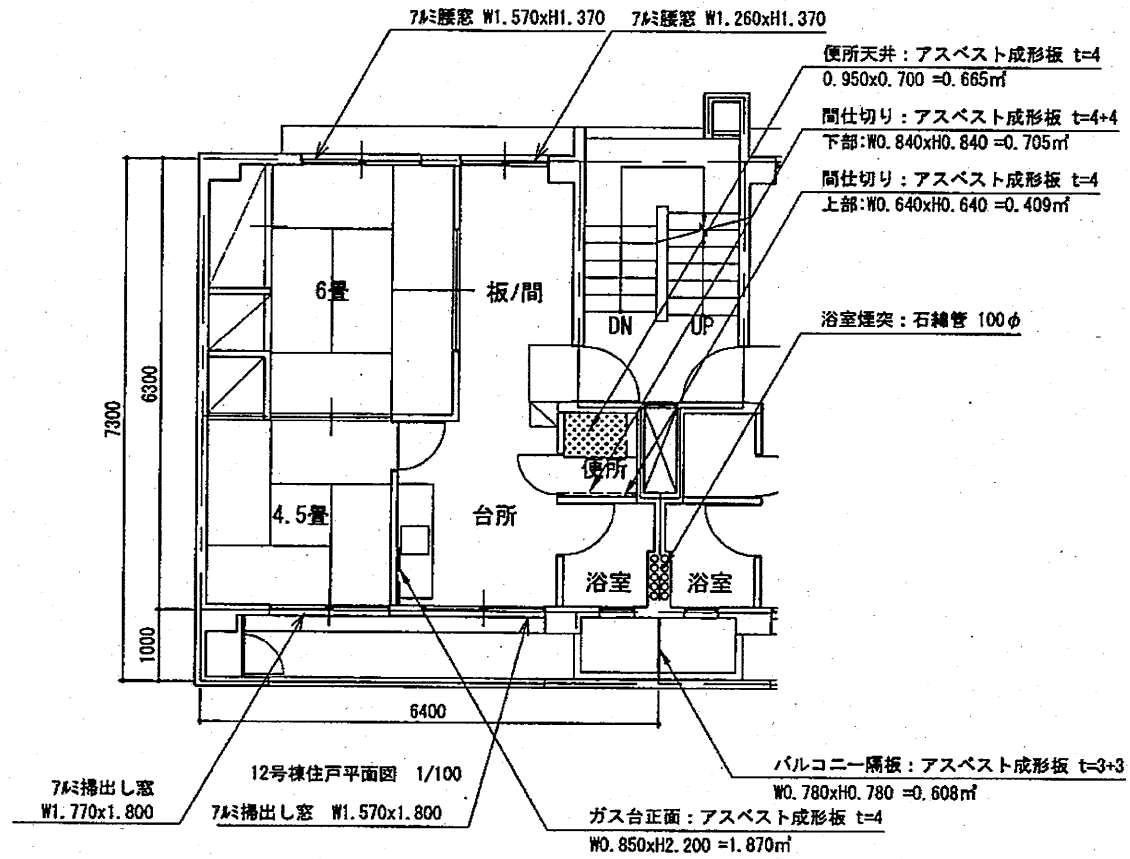 アルミ腰窓 W1.570xH1.370
アルミ腰窓 W1.260xH1.370
便所天井：アスベスト成形板 t=4
0.950x0.700 =0.665㎡
間仕切り：アスベスト成形板 t=4+4
下部:W0.840xH0.840 =0.705㎡
間仕切り：アスベスト成形板 t=4
上部:W0.640xH0.640 =0.409㎡
浴室煙突：石綿管 100φ
6畳
板/間
DN
UP
7300
6300
1000
便所
4.5畳
台所
浴室
浴室
6400
12号棟住戸平面図 1/100
アルミ掃出し窓
W1.770x1.800
アルミ掃出し窓 W1.570x1.800
バルコニー隔板：アスベスト成形板 t=3+3
W0.780xH0.780 =0.608㎡
ガス台正面：アスベスト成形板 t=4
W0.850xH2.200 =1.870㎡